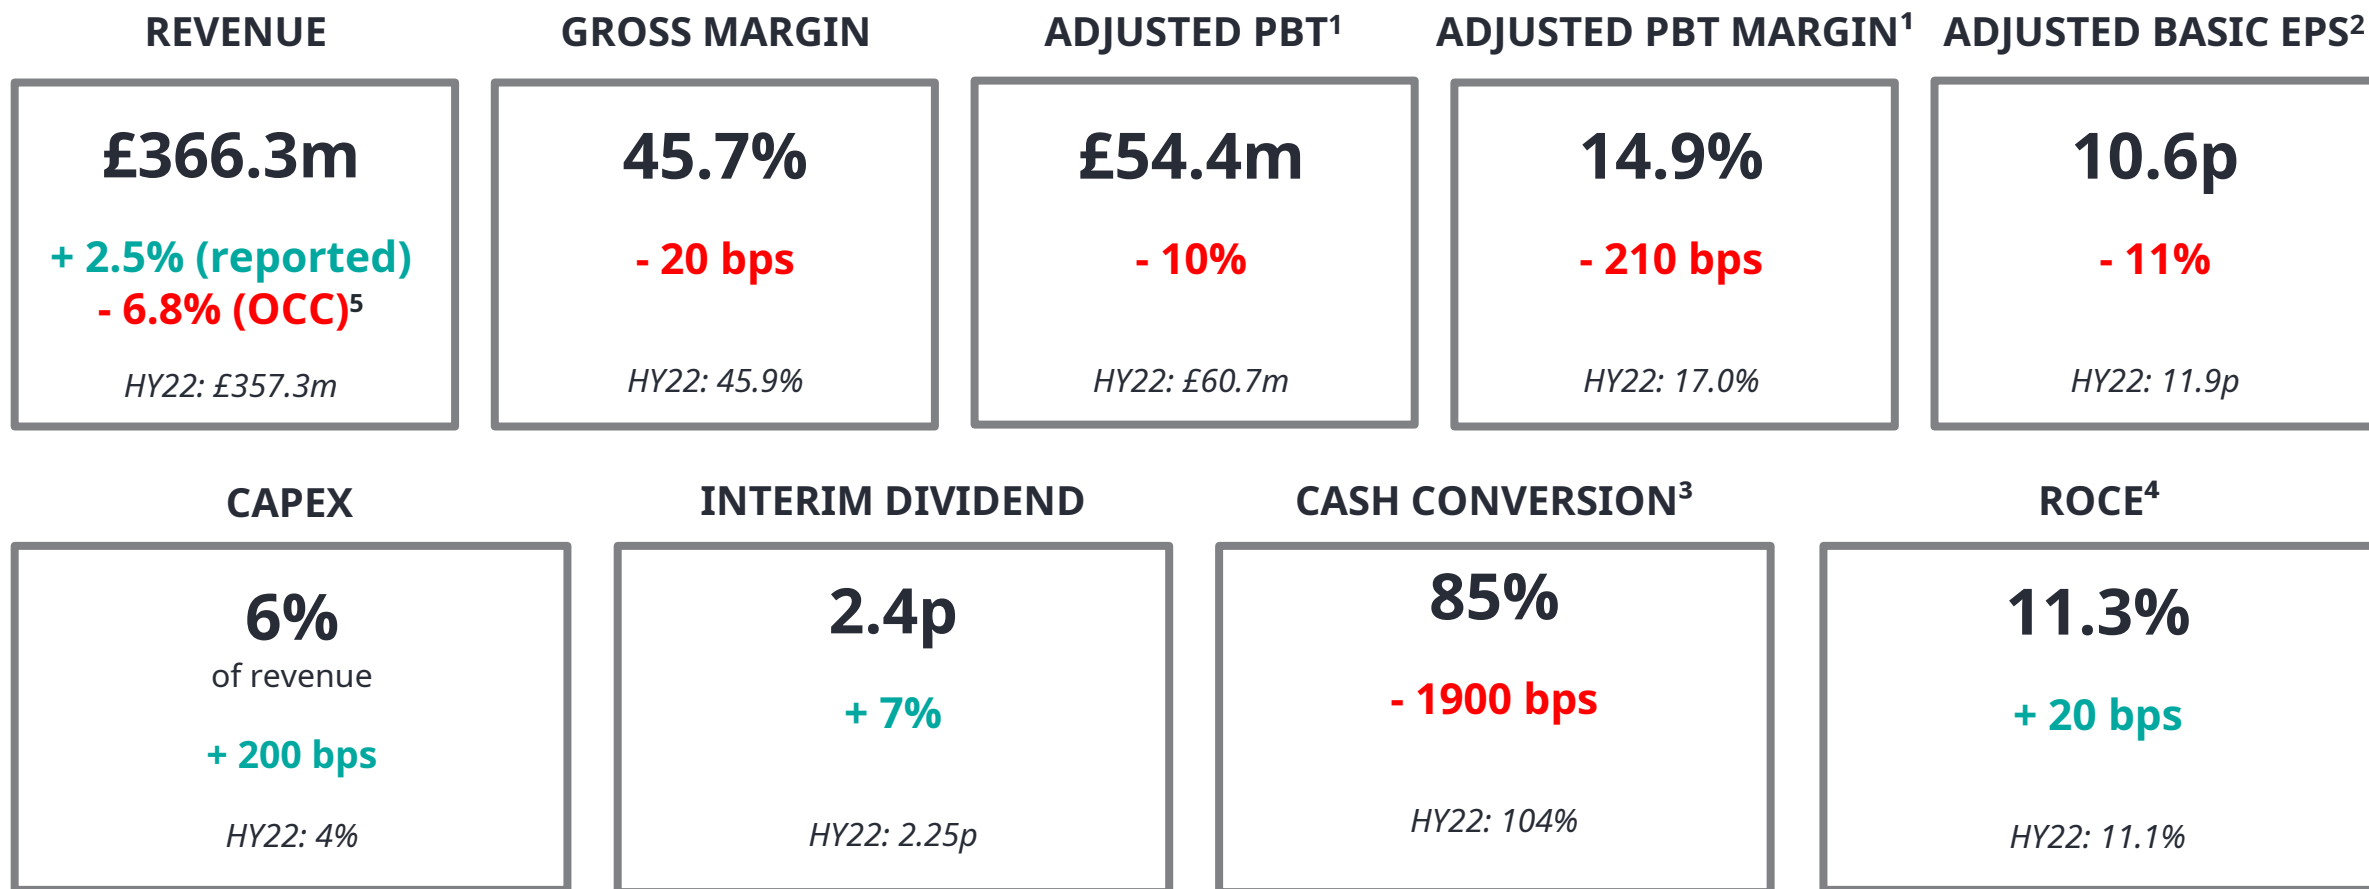 REVENUE
£366.3m
+ 2.5% (reported)
- 6.8% (OCC)⁵
HY22: £357.3m
GROSS MARGIN
45.7%
- 20 bps
HY22: 45.9%
ADJUSTED PBT¹
£54.4m
- 10%
HY22: £60.7m
ADJUSTED PBT MARGIN¹
14.9%
- 210 bps
HY22: 17.0%
ADJUSTED BASIC EPS²
10.6p
- 11%
HY22: 11.9p
CAPEX
6%
of revenue
+ 200 bps
HY22: 4%
INTERIM DIVIDEND
2.4p
+ 7%
HY22: 2.25p
CASH CONVERSION³
85%
- 1900 bps
HY22: 104%
ROCE⁴
11.3%
+ 20 bps
HY22: 11.1%